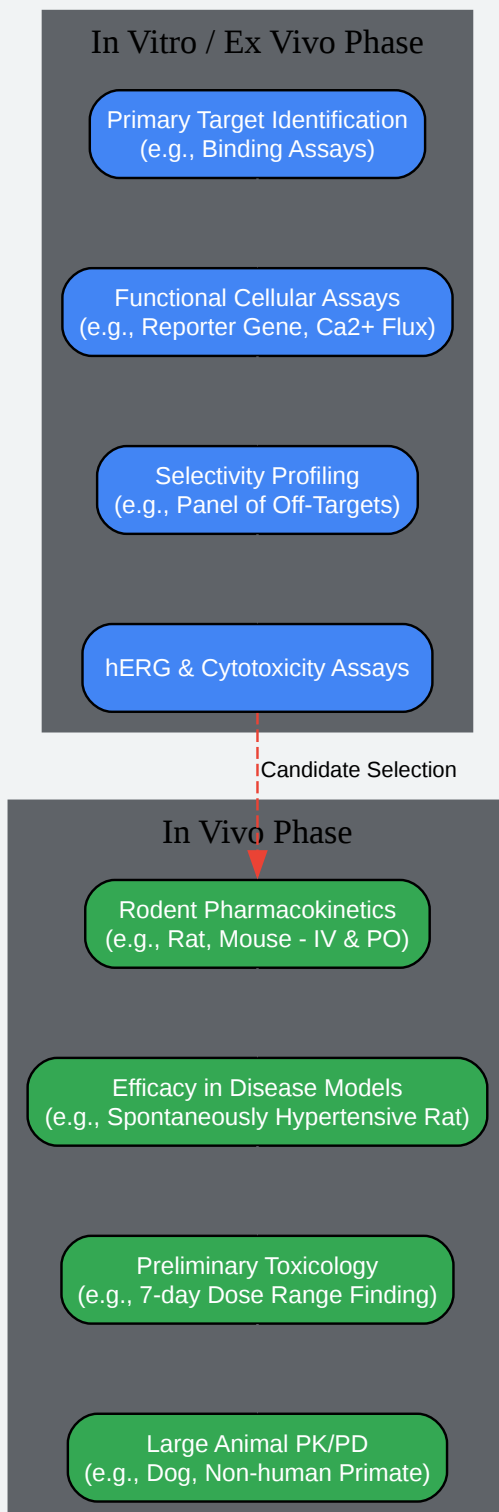 In Vitro / Ex Vivo Phase
Primary Target Identification
(e.g., Binding Assays)
Functional Cellular Assays
(e.g., Reporter Gene, Ca2+ Flux)
Selectivity Profiling
(e.g., Panel of Off-Targets)
hERG & Cytotoxicity Assays
Candidate Selection
In Vivo Phase
Rodent Pharmacokinetics
(e.g., Rat, Mouse - IV & PO)
Efficacy in Disease Models
(e.g., Spontaneously Hypertensive Rat)
Preliminary Toxicology
(e.g., 7-day Dose Range Finding)
Large Animal PK/PD
(e.g., Dog, Non-human Primate)